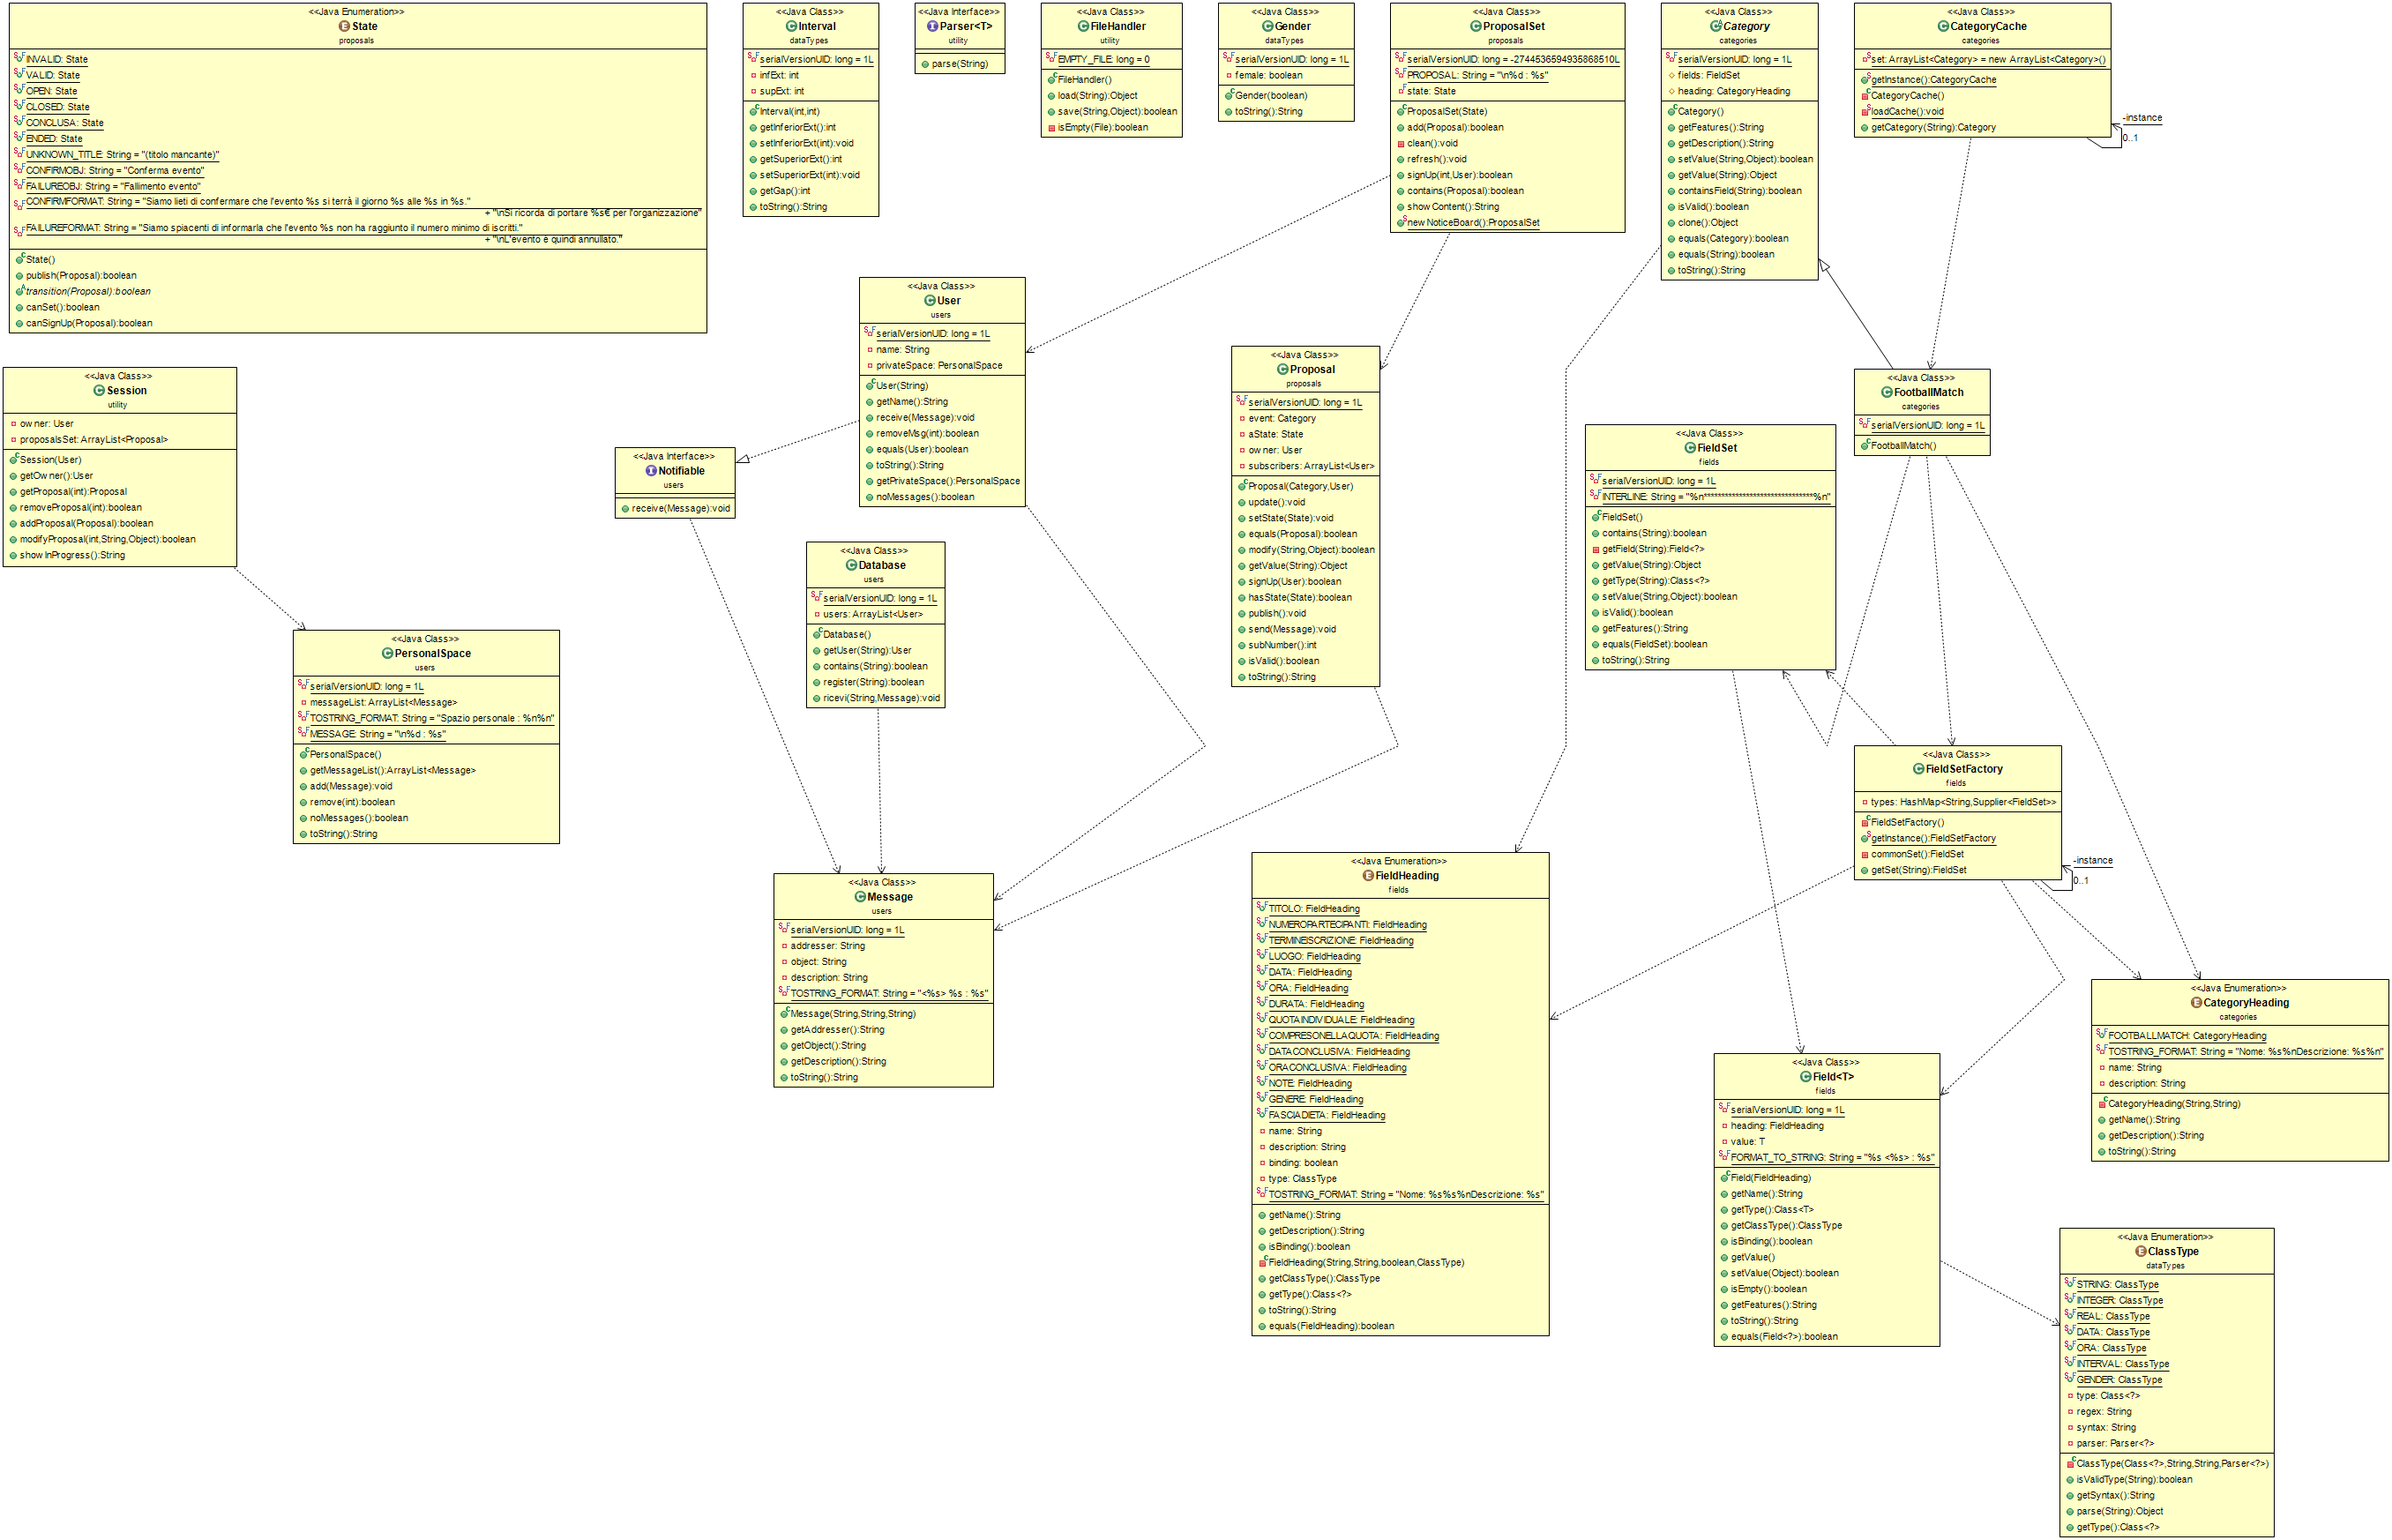 <<Java Enumeration>>
State
proposals
INVALID: State
VALID: State
OPEN: State
CLOSED: State
CONCLUSA: State
ENDED: State
UNKNOWN_TITLE: String = "(titolo mancante)"
CONFIRMOBJ: String = "Conferma evento"
FAILUREOBJ: String = "Fallimento evento"
CONFIRMFORMAT: String = "Siamo lieti di confermare che l'evento %s si terrà il giorno %s alle %s in %s."
+ "\nSi ricorda di portare %s€ per l'organizzazione"
FAILUREFORMAT: String = "Siamo spiacenti di informarla che l'evento %s non ha raggiunto il numero minimo di iscritti."
+ "\nL'evento è quindi annullato."
State()
publish(Proposal):boolean
transition(Proposal):boolean
canSet():boolean
canSignUp(Proposal):boolean
<<Java Class>>
Interval
dataTypes
serialVersionUID: long = 1L
infExt: int
supExt: int
Interval(int,int)
getInferiorExt():int
setInferiorExt(int):void
getSuperiorExt():int
setSuperiorExt(int):void
getGap():int
toString():String
<<Java Interface>>
Parser<T>
utility
parse(String)
<<Java Class>>
FileHandler
utility
EMPTY_FILE: long = 0
FileHandler()
load(String):Object
save(String,Object):boolean
isEmpty(File):boolean
<<Java Class>>
Gender
dataTypes
serialVersionUID: long = 1L
female: boolean
Gender(boolean)
toString():String
<<Java Class>>
ProposalSet
proposals
serialVersionUID: long = -2744536594935868510L
PROPOSAL: String = "\n%d : %s"
state: State
ProposalSet(State)
add(Proposal):boolean
clean():void
refresh():void
signUp(int,User):boolean
contains(Proposal):boolean
showContent():String
newNoticeBoard():ProposalSet
<<Java Class>>
Category
categories
serialVersionUID: long = 1L
fields: FieldSet
heading: CategoryHeading
Category()
getFeatures():String
getDescription():String
setValue(String,Object):boolean
getValue(String):Object
containsField(String):boolean
isValid():boolean
clone():Object
equals(Category):boolean
equals(String):boolean
toString():String
<<Java Class>>
CategoryCache
categories
set: ArrayList<Category> = new ArrayList<Category>()
getInstance():CategoryCache
CategoryCache()
loadCache():void
getCategory(String):Category
-instance
0..1
<<Java Class>>
User
users
serialVersionUID: long = 1L
name: String
privateSpace: PersonalSpace
User(String)
getName():String
receive(Message):void
removeMsg(int):boolean
equals(User):boolean
toString():String
getPrivateSpace():PersonalSpace
noMessages():boolean
<<Java Class>>
Proposal
proposals
serialVersionUID: long = 1L
event: Category
aState: State
owner: User
subscribers: ArrayList<User>
Proposal(Category,User)
update():void
setState(State):void
equals(Proposal):boolean
modify(String,Object):boolean
getValue(String):Object
signUp(User):boolean
hasState(State):boolean
publish():void
send(Message):void
subNumber():int
isValid():boolean
toString():String
<<Java Class>>
FootballMatch
categories
serialVersionUID: long = 1L
FootballMatch()
<<Java Class>>
Session
utility
owner: User
proposalsSet: ArrayList<Proposal>
Session(User)
getOwner():User
getProposal(int):Proposal
removeProposal(int):boolean
addProposal(Proposal):boolean
modifyProposal(int,String,Object):boolean
showInProgress():String
<<Java Interface>>
Notifiable
users
receive(Message):void
<<Java Class>>
FieldSet
fields
serialVersionUID: long = 1L
FieldSet()
contains(String):boolean
getField(String):Field<?>
getValue(String):Object
getType(String):Class<?>
setValue(String,Object):boolean
isValid():boolean
getFeatures():String
equals(FieldSet):boolean
toString():String
<<Java Class>>
Database
users
serialVersionUID: long = 1L
users: ArrayList<User>
Database()
getUser(String):User
contains(String):boolean
register(String):boolean
ricevi(String,Message):void
<<Java Class>>
PersonalSpace
users
serialVersionUID: long = 1L
messageList: ArrayList<Message>
TOSTRING_FORMAT: String = "Spazio personale : %n%n"
MESSAGE: String = "\n%d : %s"
PersonalSpace()
getMessageList():ArrayList<Message>
add(Message):void
remove(int):boolean
noMessages():boolean
toString():String
<<Java Class>>
FieldSetFactory
fields
types: HashMap<String,Supplier<FieldSet>>
FieldSetFactory()
getInstance():FieldSetFactory
commonSet():FieldSet
getSet(String):FieldSet
-instance
0..1
<<Java Class>>
Message
users
serialVersionUID: long = 1L
addresser: String
object: String
description: String
TOSTRING_FORMAT: String = "<%s> %s : %s"
Message(String,String,String)
getAddresser():String
getObject():String
getDescription():String
toString():String
<<Java Enumeration>>
FieldHeading
fields
TITOLO: FieldHeading
NUMEROPARTECIPANTI: FieldHeading
TERMINEISCRIZIONE: FieldHeading
LUOGO: FieldHeading
DATA: FieldHeading
ORA: FieldHeading
DURATA: FieldHeading
QUOTAINDIVIDUALE: FieldHeading
COMPRESONELLAQUOTA: FieldHeading
DATACONCLUSIVA: FieldHeading
ORACONCLUSIVA: FieldHeading
NOTE: FieldHeading
GENERE: FieldHeading
FASCIADIETA: FieldHeading
name: String
description: String
binding: boolean
type: ClassType
TOSTRING_FORMAT: String = "Nome: %s%s%nDescrizione: %s"
getName():String
getDescription():String
isBinding():boolean
FieldHeading(String,String,boolean,ClassType)
getClassType():ClassType
getType():Class<?>
toString():String
equals(FieldHeading):boolean
<<Java Enumeration>>
CategoryHeading
categories
FOOTBALLMATCH: CategoryHeading
TOSTRING_FORMAT: String = "Nome: %s%nDescrizione: %s%n"
name: String
description: String
CategoryHeading(String,String)
getName():String
getDescription():String
toString():String
<<Java Class>>
Field<T>
fields
serialVersionUID: long = 1L
heading: FieldHeading
value: T
FORMAT_TO_STRING: String = "%s <%s> : %s"
Field(FieldHeading)
getName():String
getType():Class<T>
getClassType():ClassType
isBinding():boolean
getValue()
setValue(Object):boolean
isEmpty():boolean
getFeatures():String
toString():String
equals(Field<?>):boolean
<<Java Enumeration>>
ClassType
dataTypes
STRING: ClassType
INTEGER: ClassType
REAL: ClassType
DATA: ClassType
ORA: ClassType
INTERVAL: ClassType
GENDER: ClassType
type: Class<?>
regex: String
syntax: String
parser: Parser<?>
ClassType(Class<?>,String,String,Parser<?>)
isValidType(String):boolean
getSyntax():String
parse(String):Object
getType():Class<?>